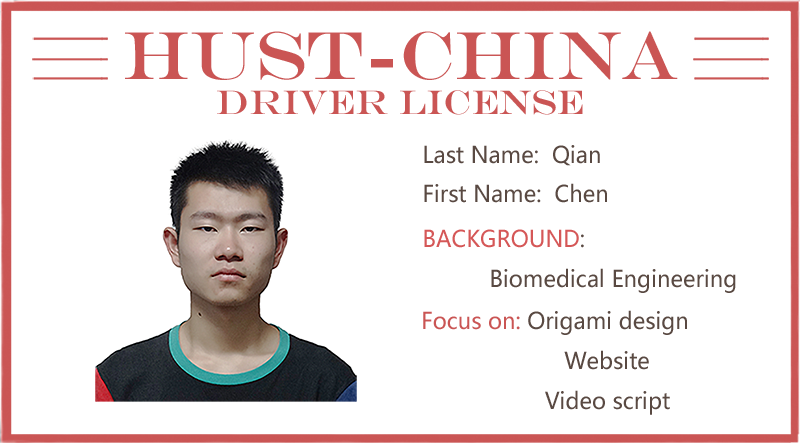 HUST-CHINA
DRIVER LICENSE
Last Name: Qian
First Name: Chen
BACKGROUND:
Biomedical Engineering
Focus on: Origami design
Website
Video script